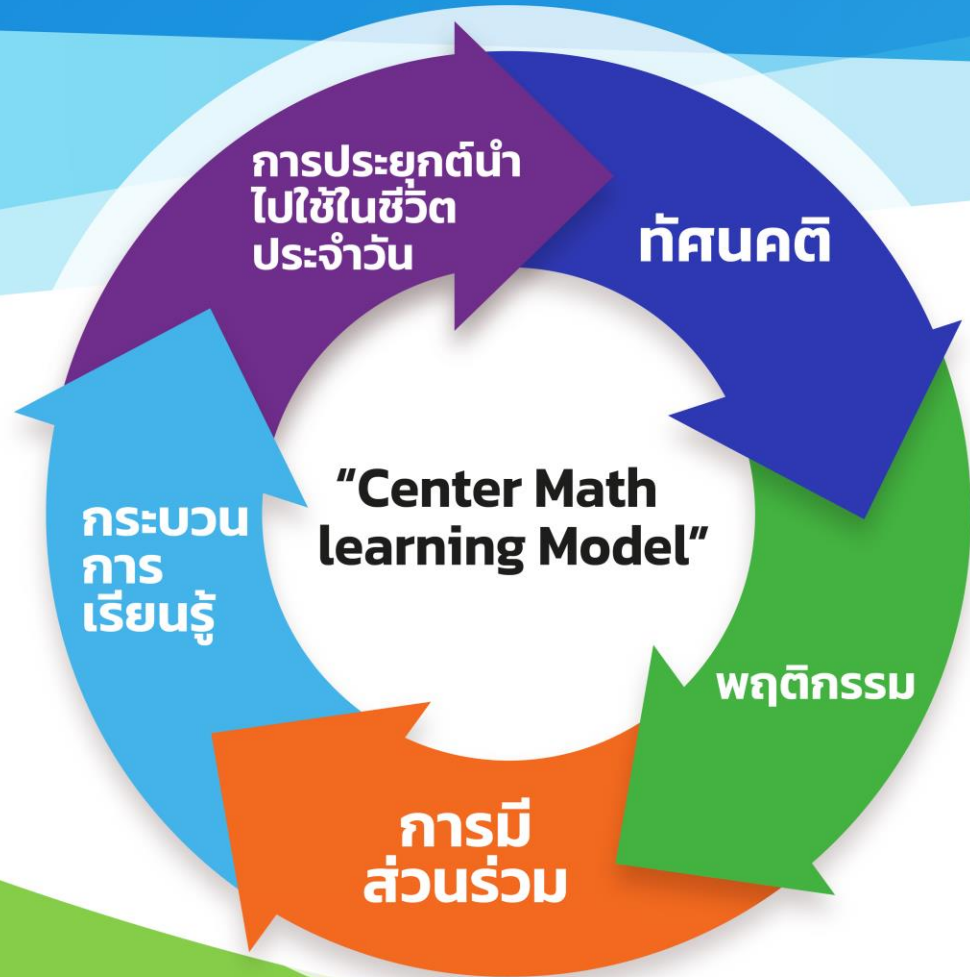 การประยุกต์นำ
ไปใช้ในชีวิต
ประจำวัน
ทัศนคติ
"Center Math
learning Model"
กระบวน
การ
เรียนรู้
พฤติกรรม
การมี
ส่วนร่วม